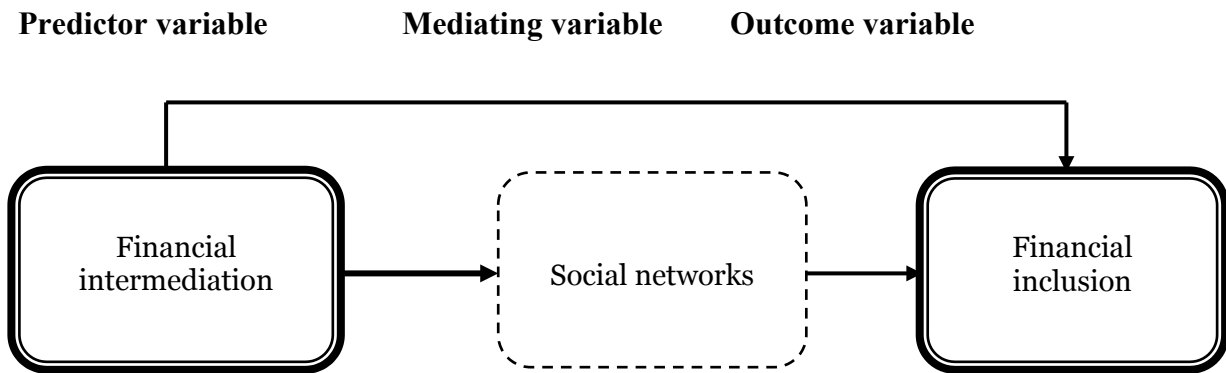 Predictor variable Mediating variable Outcome variable
Financial
intermediation
Social networks
Financial
inclusion